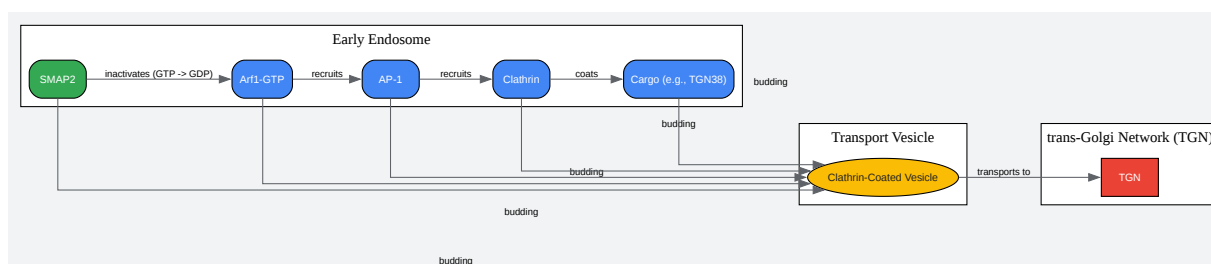 Early Endosome
SMAP2
inactivates (GTP -> GDP)
Arf1-GTP
recruits
AP-1
recruits
Clathrin
coats
Cargo (e.g., TGN38)
budding
budding
Transport Vesicle
trans-Golgi Network (TGN)
budding
Clathrin-Coated Vesicle
transports to
TGN
budding
budding